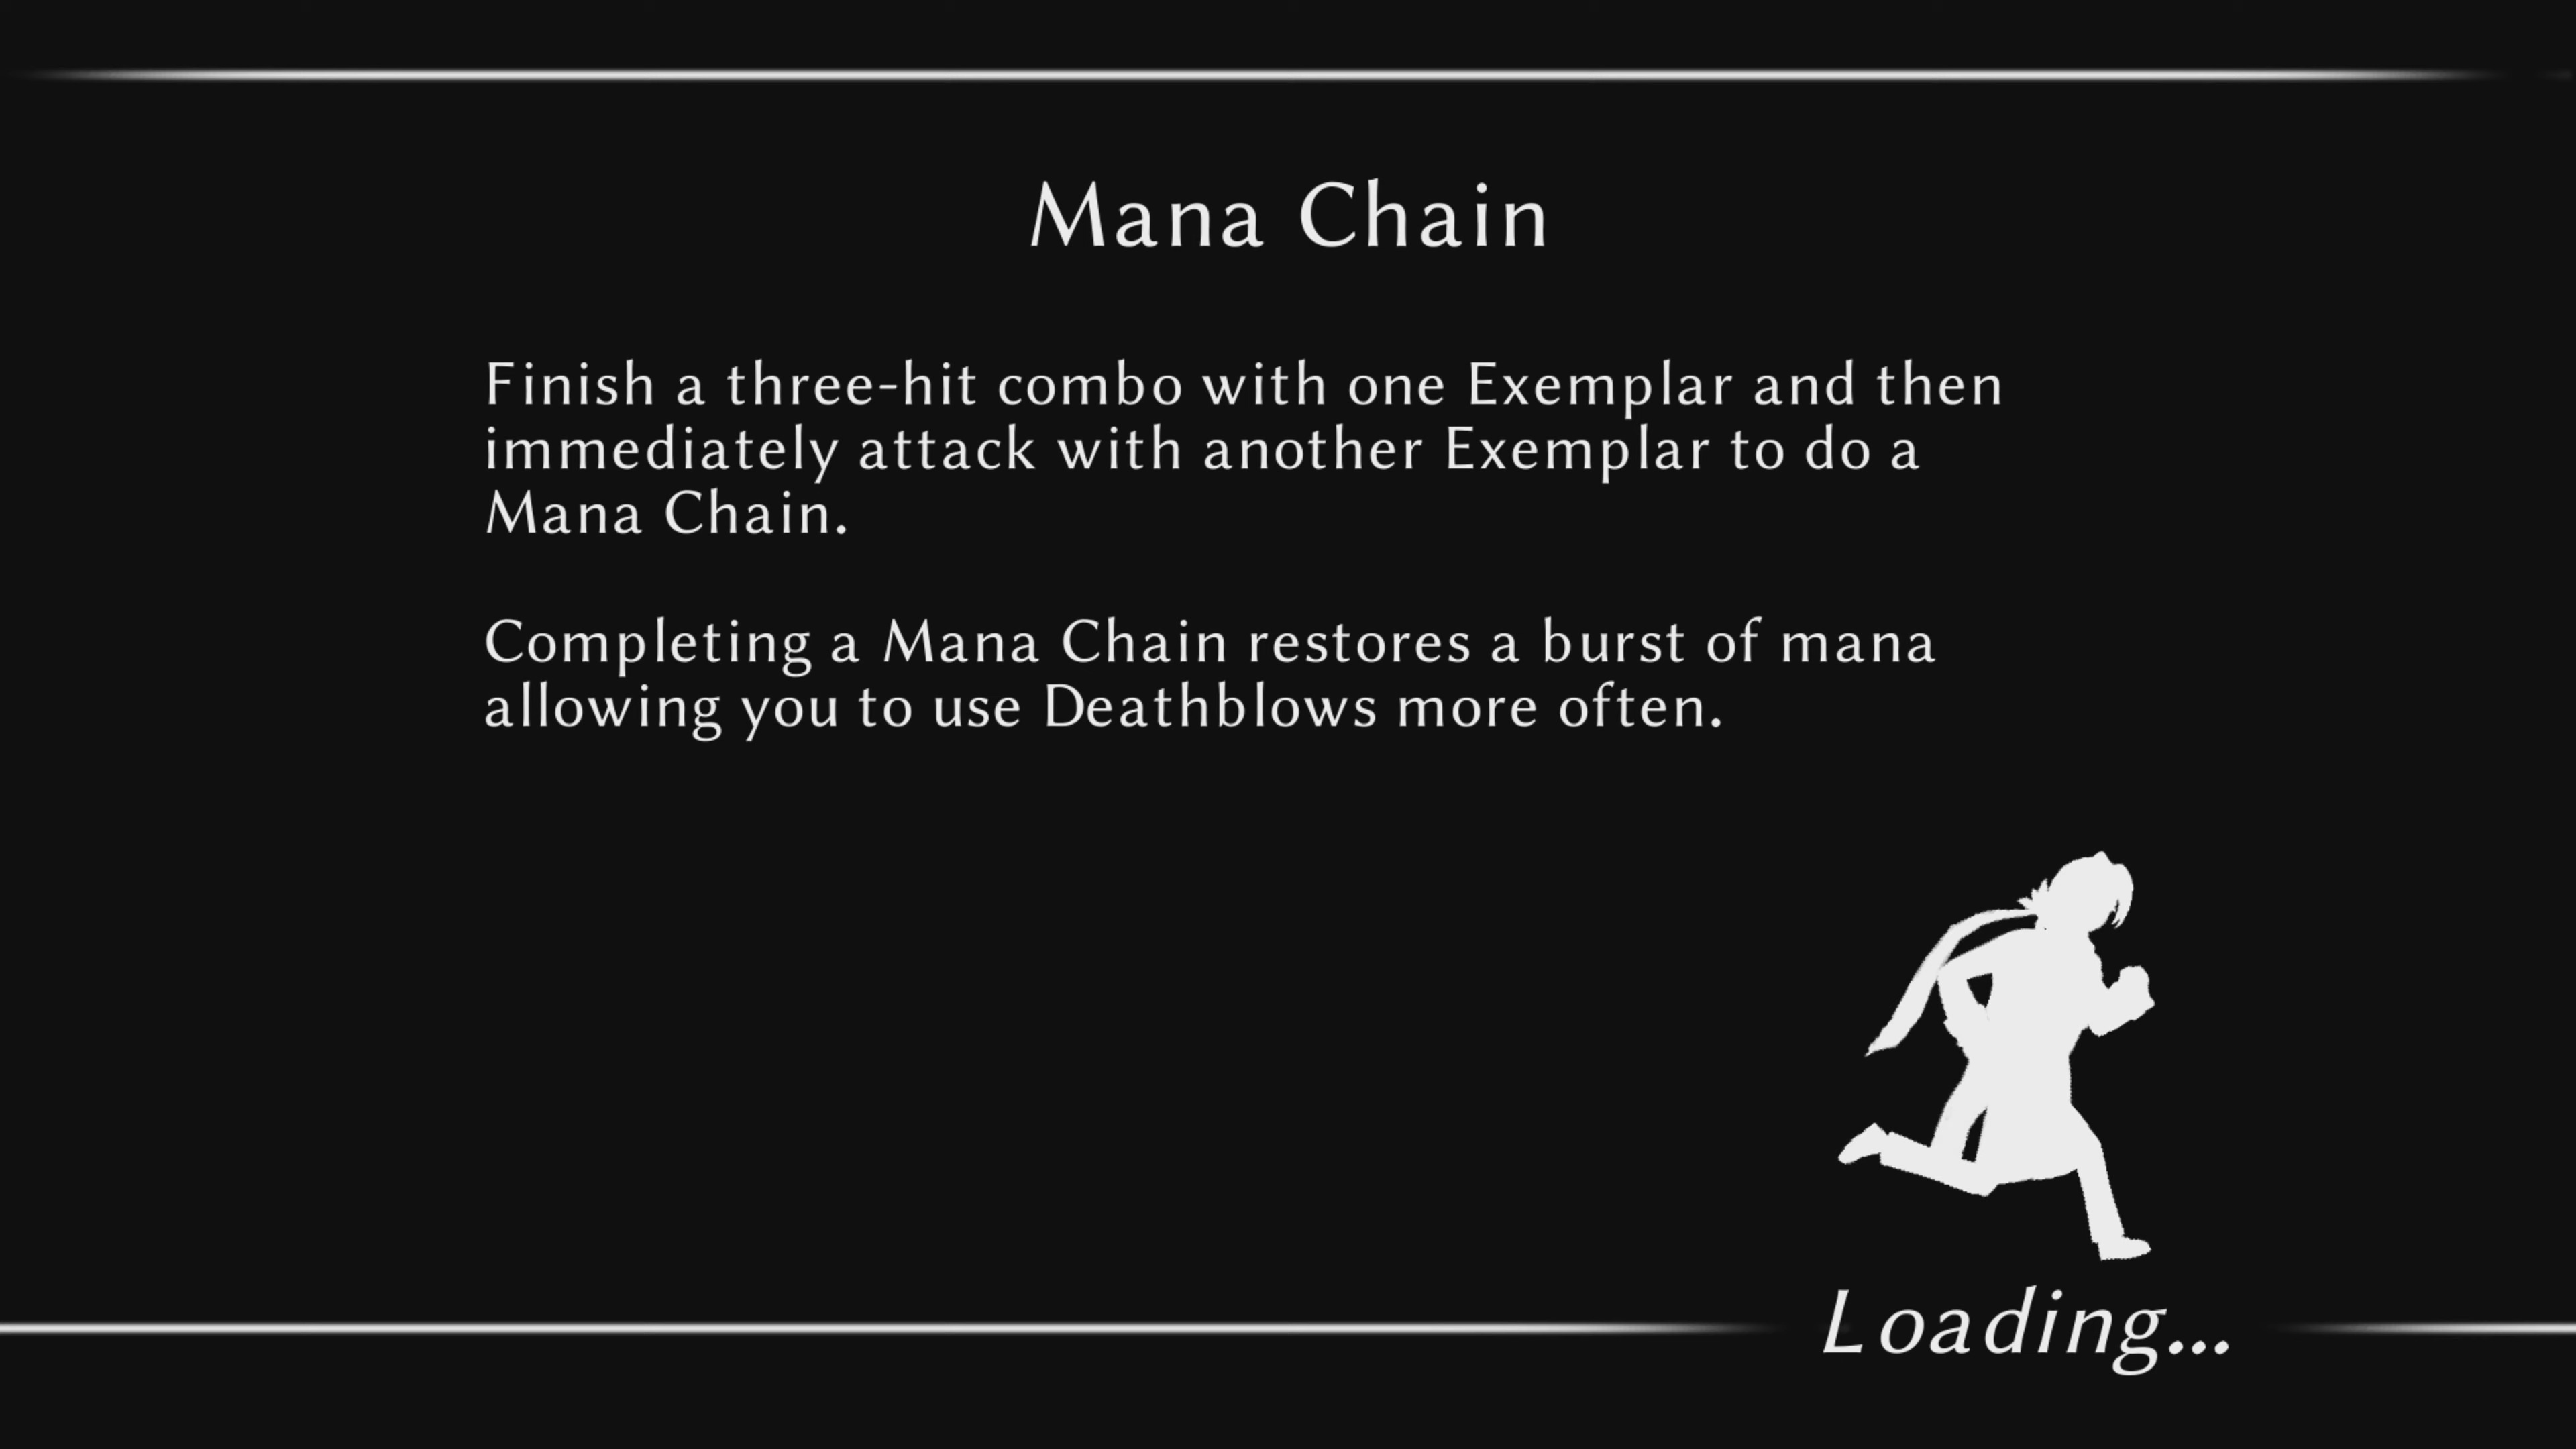 Mana Chain
Finish a three-hit combo with one Exemplar and then
immediately attack with another Exemplar to do a
Mana Chain.
Completing a Mana Chain restores a burst of mana
allowing you to use Deathblows more often.
Loading...